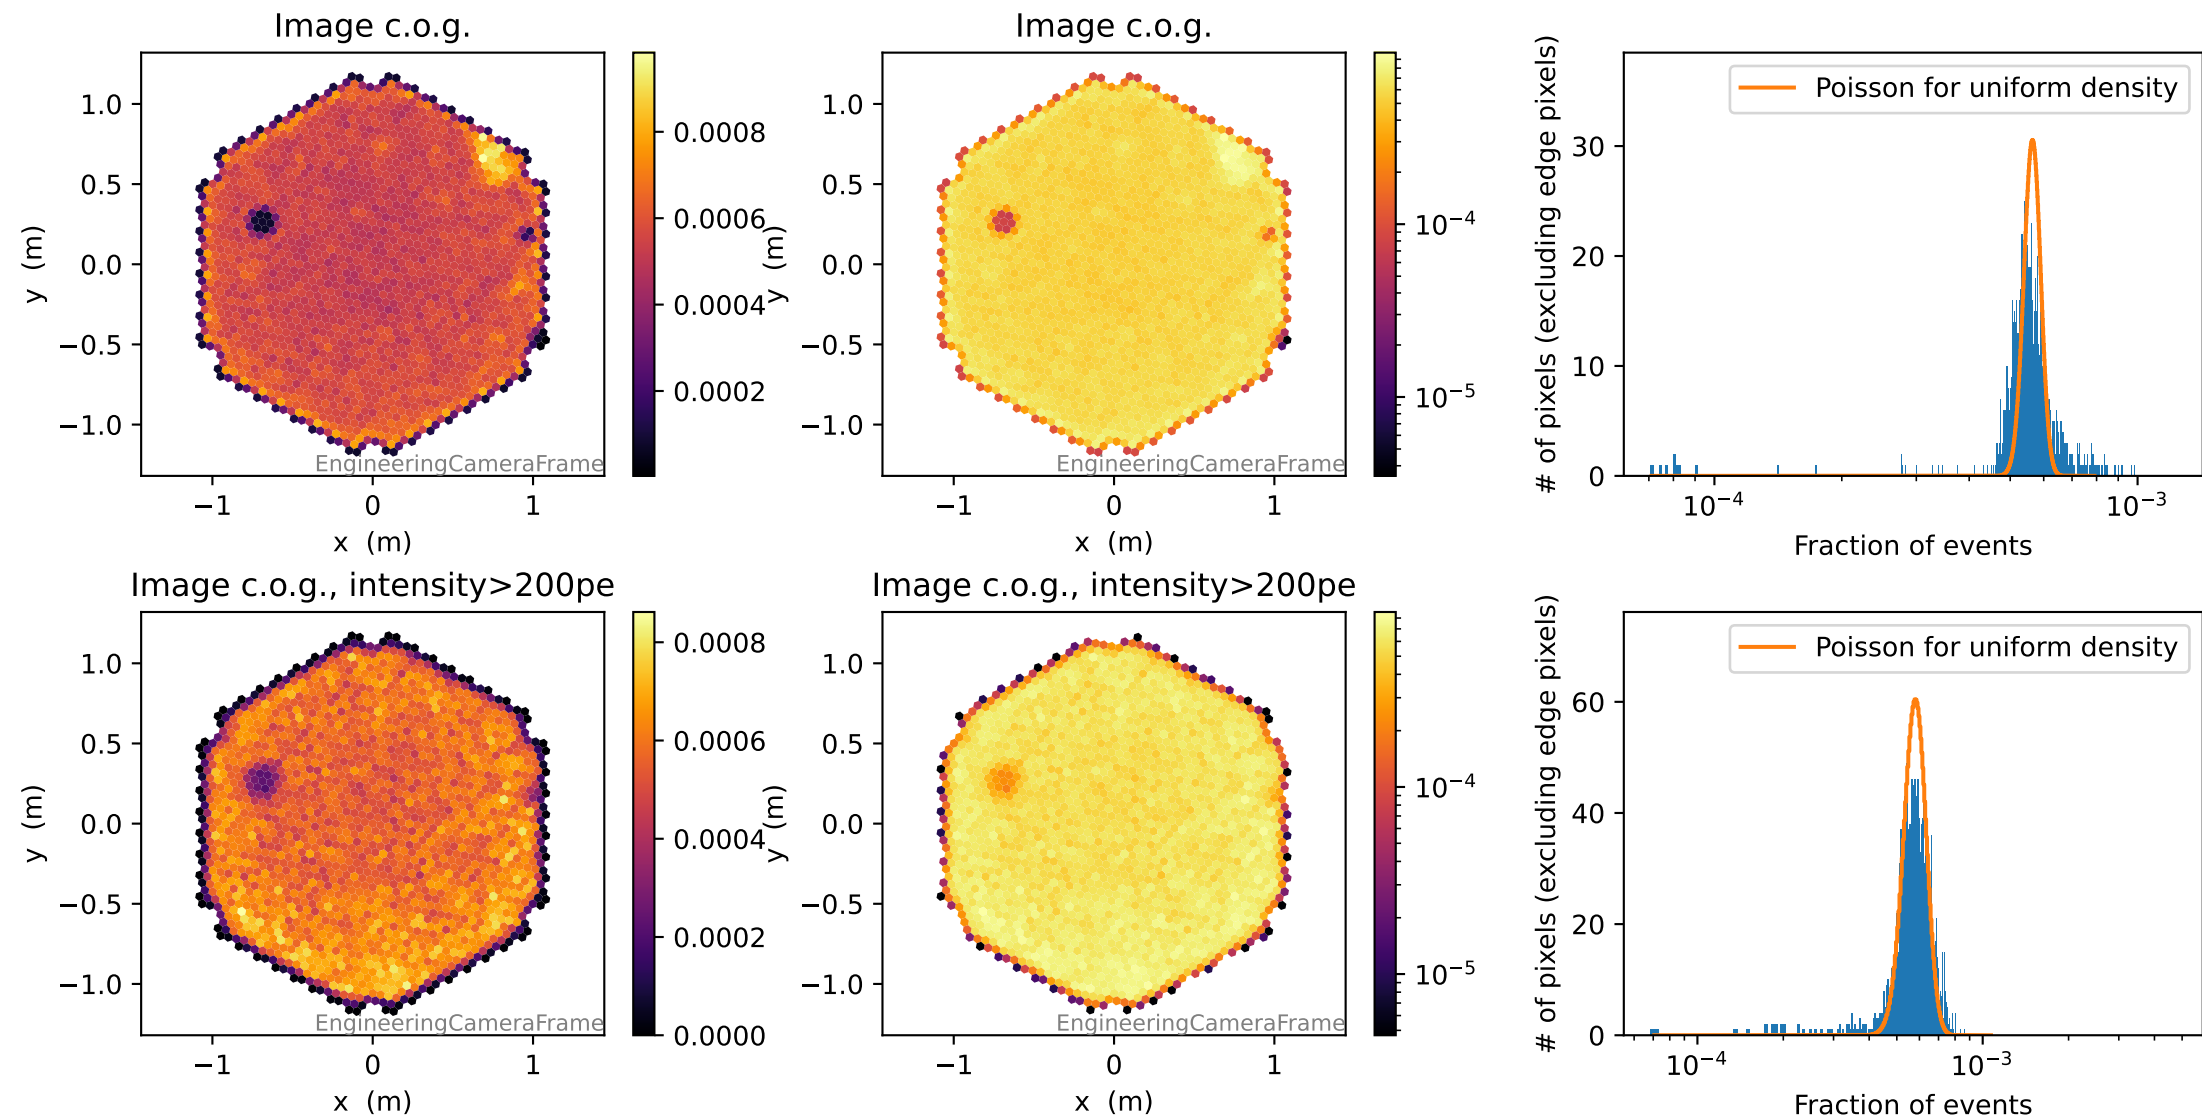 Image c.o.g.
1.0
0.5
0.0
−0.5
−1.0
y (m)
−1
0
1
x (m)
EngineeringCameraFrame
0.0008
0.0006
0.0004
0.0002
Image c.o.g.
1.0
0.5
0.0
−0.5
−1.0
y (m)
−1
0
1
x (m)
EngineeringCameraFrame
10⁻⁴
10⁻⁵
Poisson for uniform density
# of pixels (excluding edge pixels)
30
20
10
0
10⁻⁴
10⁻³
Fraction of events
Image c.o.g., intensity>200pe
1.0
0.5
0.0
−0.5
−1.0
y (m)
−1
0
1
x (m)
EngineeringCameraFrame
0.0008
0.0006
0.0004
0.0002
0.0000
Image c.o.g., intensity>200pe
1.0
0.5
0.0
−0.5
−1.0
y (m)
−1
0
1
x (m)
EngineeringCameraFrame
10⁻⁴
10⁻⁵
Poisson for uniform density
# of pixels (excluding edge pixels)
60
40
20
0
10⁻⁴
10⁻³
Fraction of events